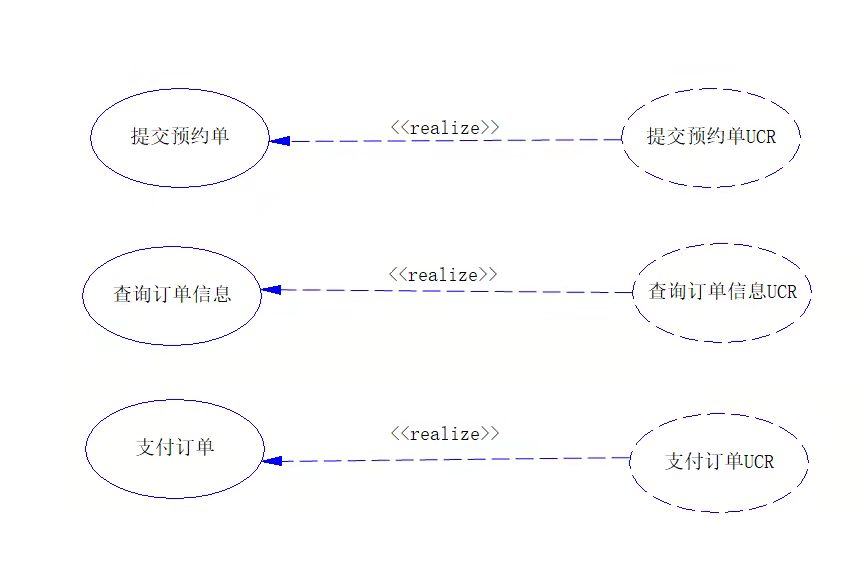 提交预约单
<<realize>>
提交预约单UCR
查询订单信息
<<realize>>
查询订单信息UCR
支付订单
<<realize>>
支付订单UCR